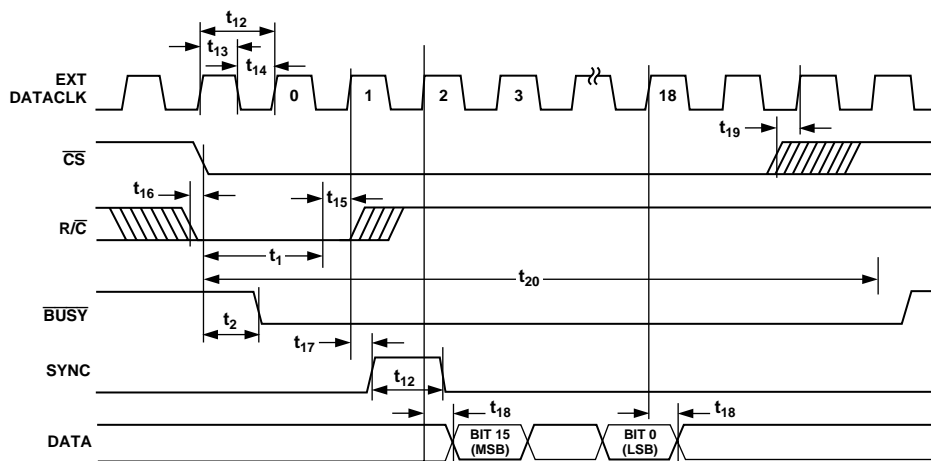 t12
t13
t14
EXT
DATACLK
0
1
2
3
18
t19
CS
t16
t15
R/C
t1
t20
BUSY
t2
t17
SYNC
t12
t18
t18
DATA
BIT 15
(MSB)
BIT 0
(LSB)